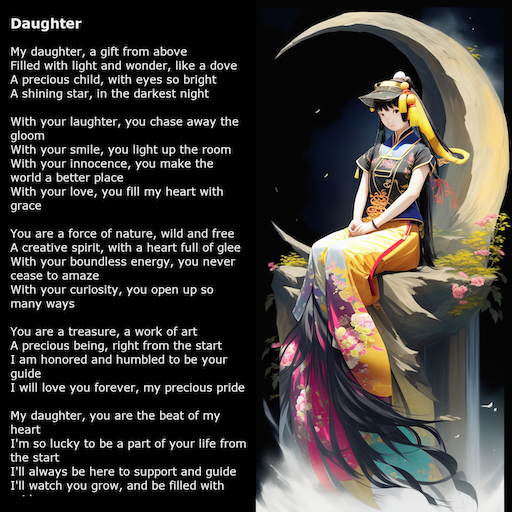 Daughter
My daughter, a gift from above
Filled with light and wonder, like a dove
A precious child, with eyes so bright
A shining star, in the darkest night
With your laughter, you chase away the
gloom
With your smile, you light up the room
With your innocence, you make the
world a better place
With your love, you fill my heart with
grace
You are a force of nature, wild and free
A creative spirit, with a heart full of glee
With your boundless energy, you never
cease to amaze
With your curiosity, you open up so
many ways
You are a treasure, a work of art
A precious being, right from the start
I am honored and humbled to be your
guide
I will love you forever, my precious pride
My daughter, you are the beat of my
heart
I'm so lucky to be a part of your life from
the start
I'll always be here to support and guide
I'll watch you grow, and be filled with